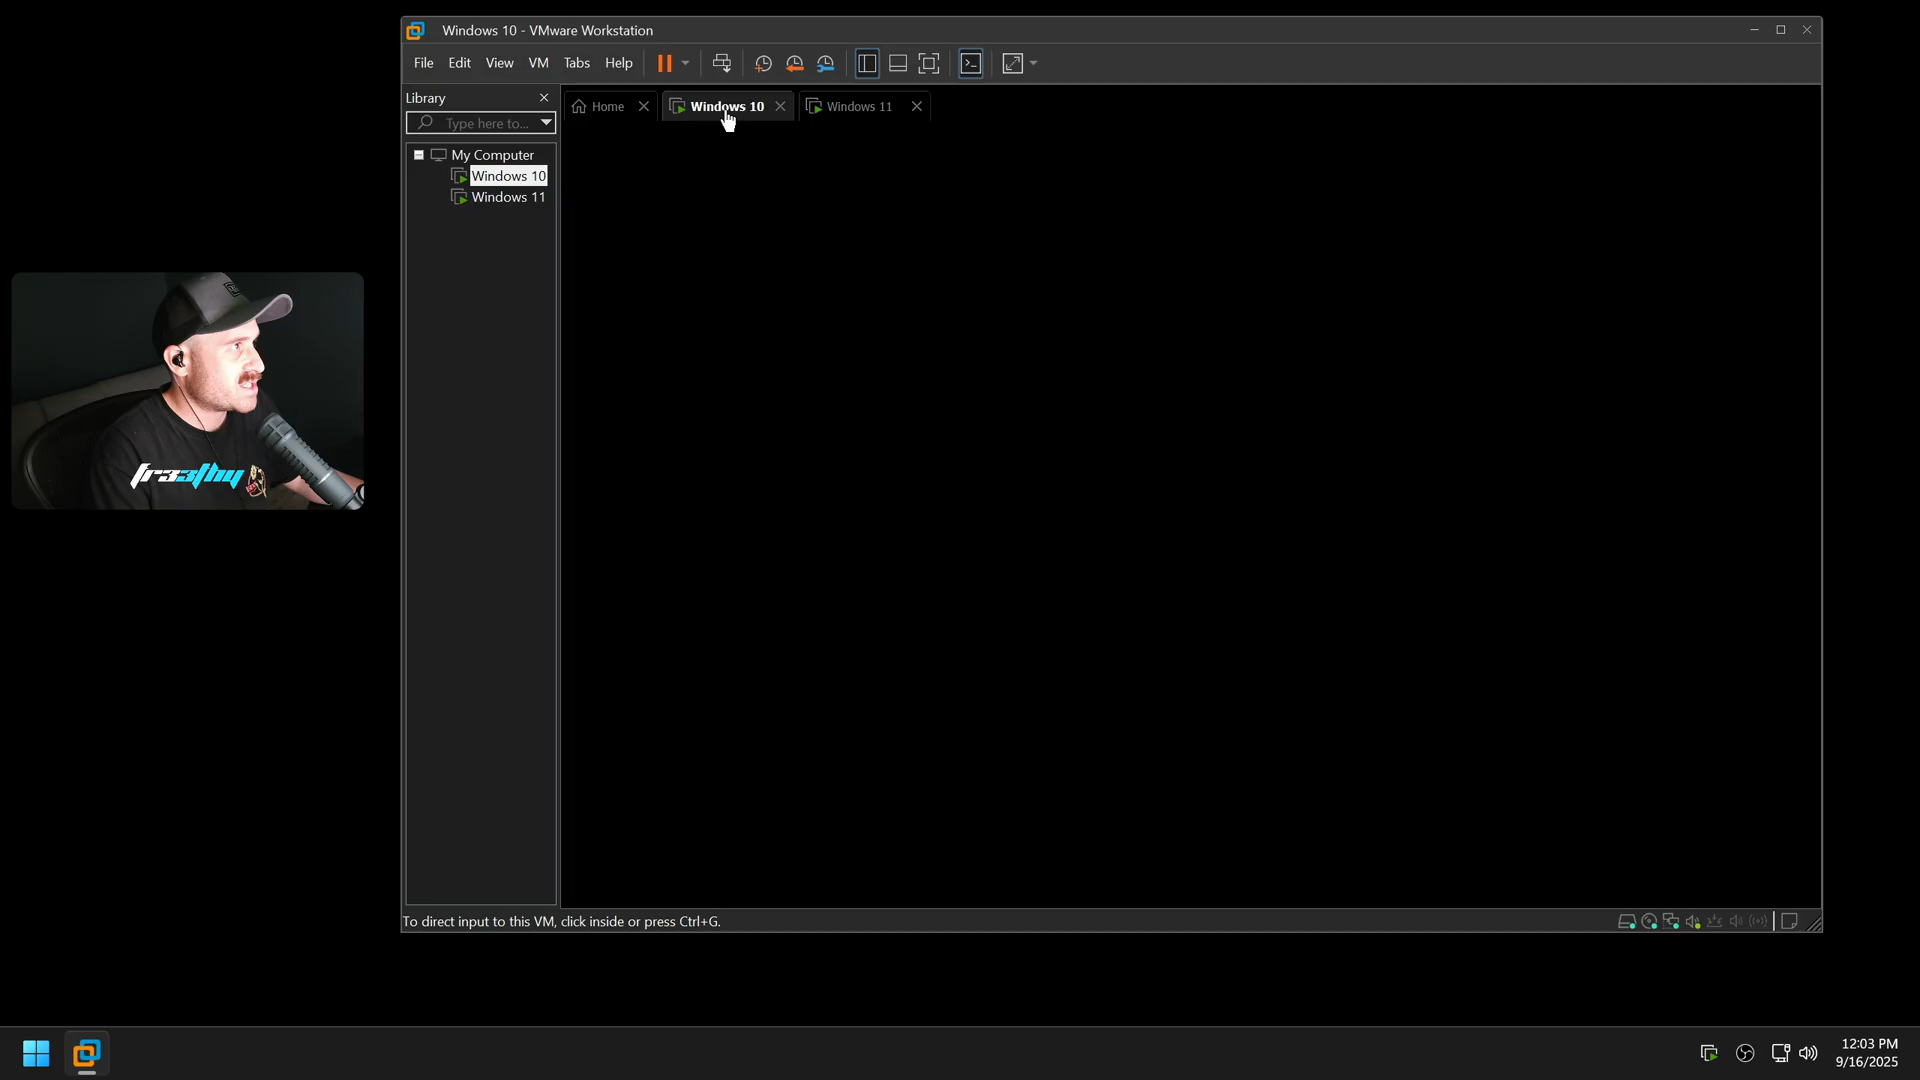 Windows 10 - VMware Workstation
File Edit View VM Tabs Help
Library
Type here to...
My Computer
Windows 10
Windows 11
Home
Windows 10
Windows 11
fr33thy
To direct input to this VM, click inside or press Ctrl+G.
12:03 PM
9/16/2025